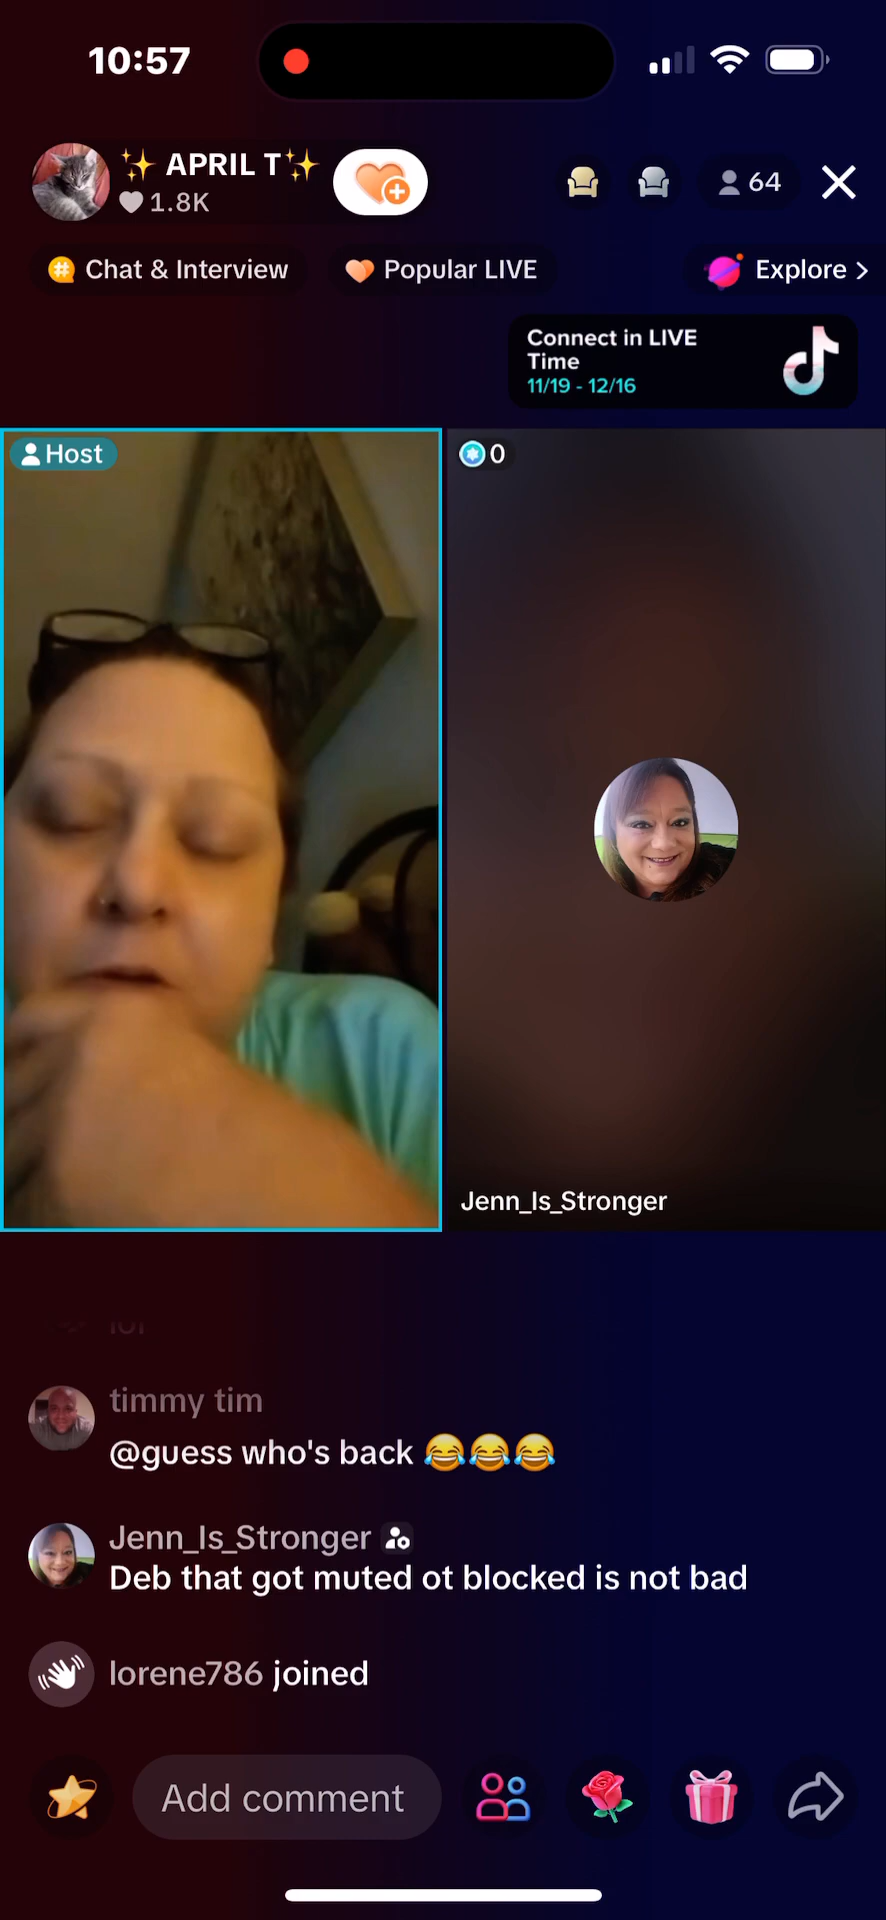 10:57
✨ APRIL T✨
1.8K
64
Chat & Interview
Popular LIVE
Explore >
Connect in LIVE
Time
11/19 - 12/16
Host
0
Jenn_Is_Stronger
lol
timmy tim
@guess who's back 😂😂😂
Jenn_Is_Stronger
Deb that got muted ot blocked is not bad
lorene786 joined
Add comment